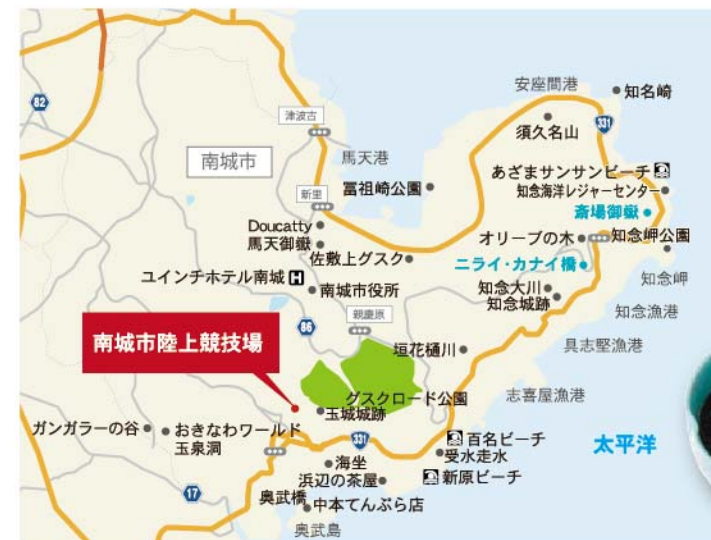 安座間港
知名崎
82
331
津波古
須久名山
馬天港
南城市
あざまサンサンビーチ
新里
冨祖崎公園
知念海洋レジャーセンター
斎場御嶽
Doucatty
馬天御嶽
オリーブの木
知念岬公園
佐敷上グスク
ニライ・カナイ橋
ユインチホテル南城 H
知念岬
南城市役所
知念大川
知念城跡
知念漁港
親慶原
86
南城市陸上競技場
具志堅漁港
垣花樋川
志喜屋漁港
グスクロード公園
玉城城跡
ガンガラーの谷
おきなわワールド
玉泉洞
331
百名ビーチ
受水走水
太平洋
海坐
新原ビーチ
浜辺の茶屋
17
奥武橋
中本てんぷら店
奥武島